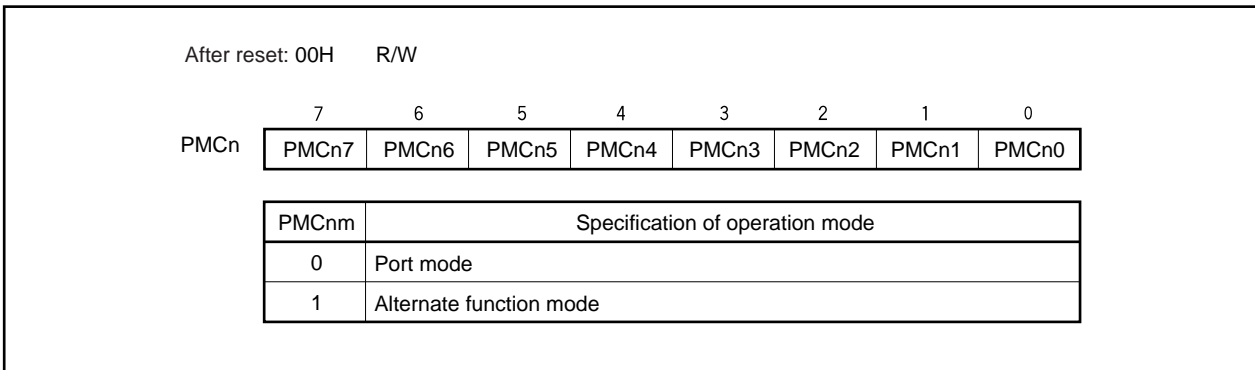 After reset: 00H R/W
7 6 5 4 3 2 1 0
PMCn PMCn7 PMCn6 PMCn5 PMCn4 PMCn3 PMCn2 PMCn1 PMCn0
PMCnm Specification of operation mode
0 Port mode
1 Alternate function mode